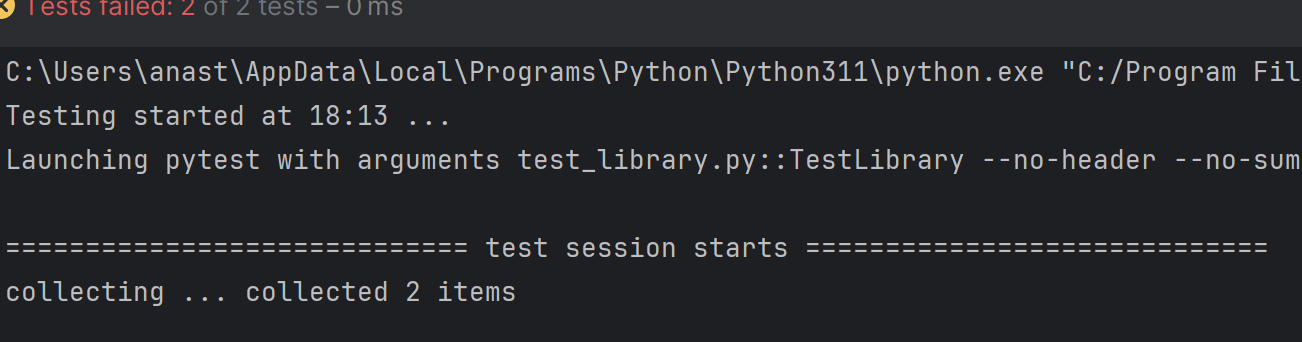 Tests failed: 2 of 2 tests – 0 ms
C:\Users\anast\AppData\Local\Programs\Python\Python311\python.exe "C:/Program Fil
Testing started at 18:13 ...
Launching pytest with arguments test_library.py::TestLibrary --no-header --no-sum
============================= test session starts =============================
collecting ... collected 2 items